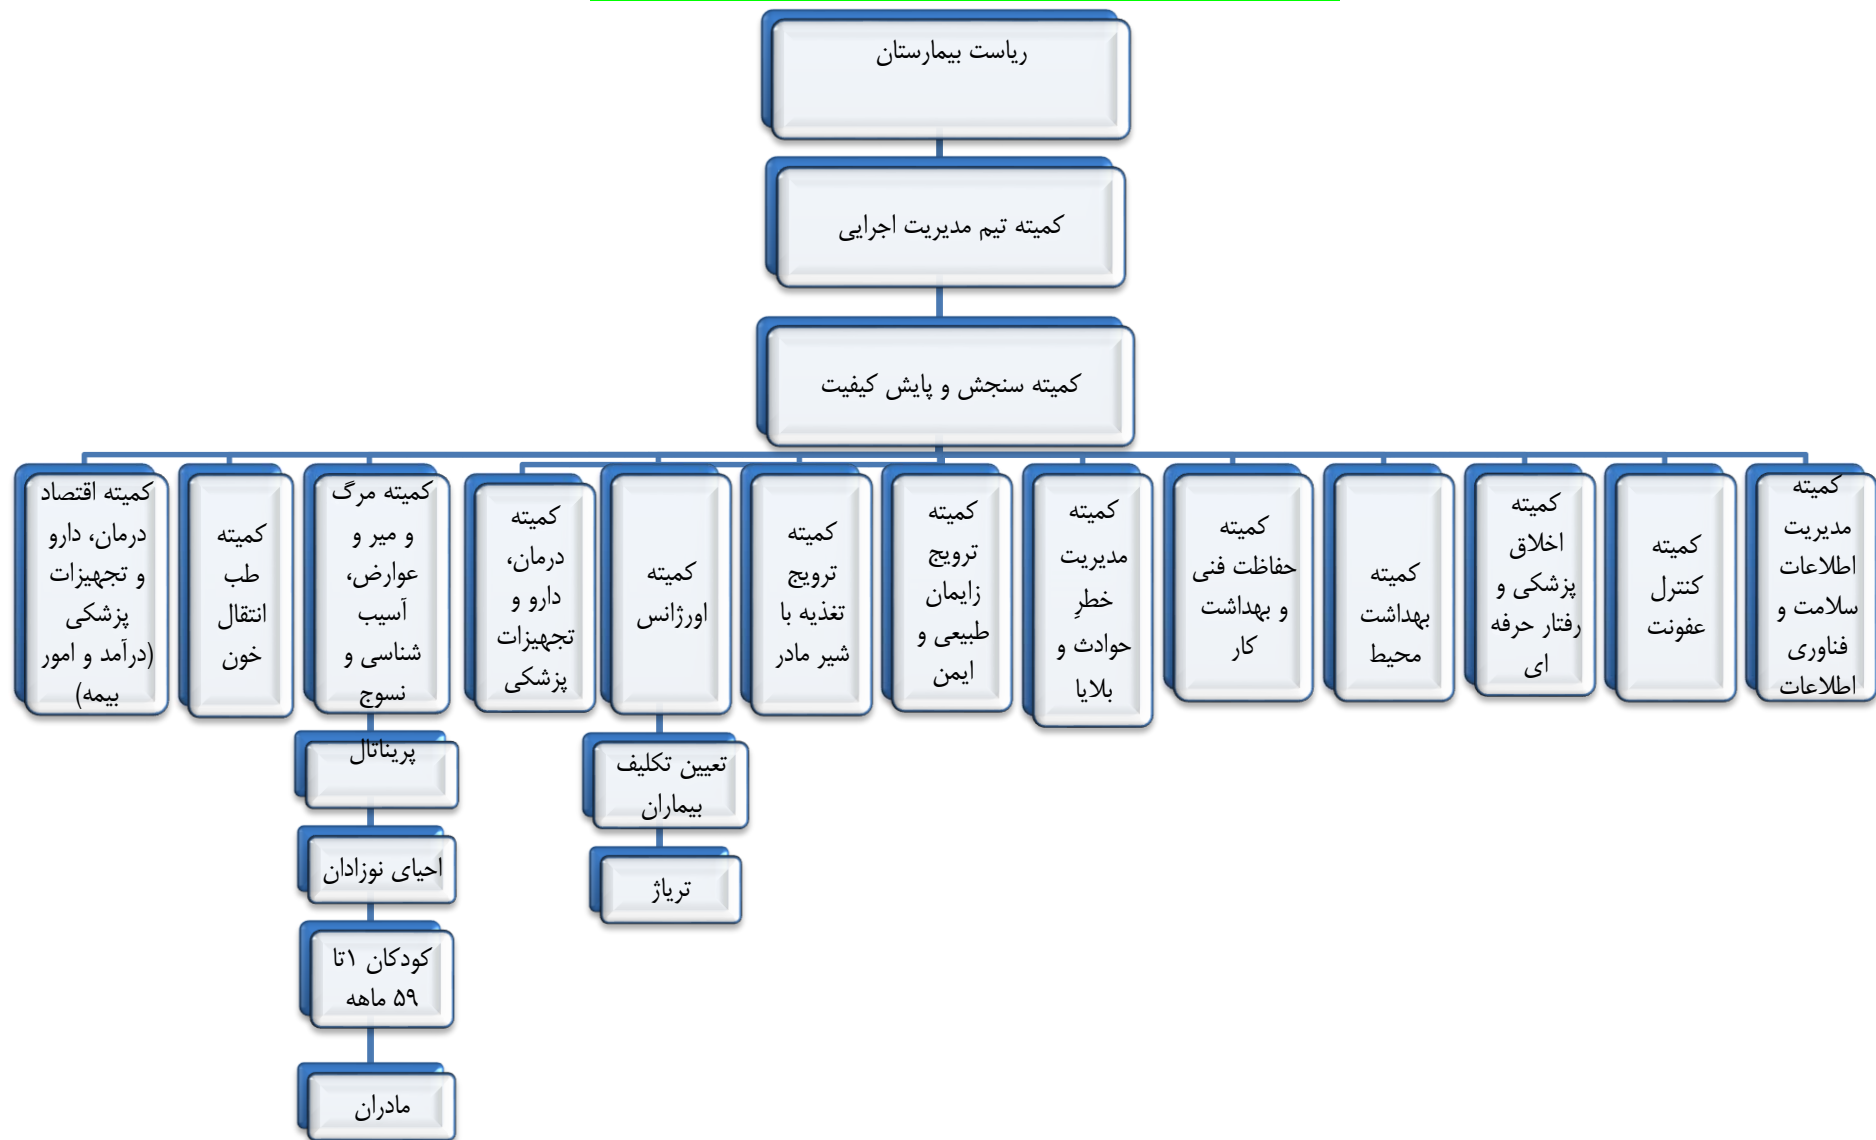 ریاست بیمارستان
کمیته تیم مدیریت اجرایی
کمیته سنجش و پایش کیفیت
کمیته
مدیریت
اطلاعات
سلامت و
فناوری
اطلاعات
کمیته
کنترل
عفونت
کمیته
اخلاق
پزشکی و
رفتار حرفه
ای
کمیته
بهداشت
محیط
کمیته
حفاظت فنی
و بهداشت
کار
کمیته
مدیریت
خطرِ
حوادث و
بلایا
کمیته
ترویج
زایمان
طبیعی و
ایمن
کمیته
ترویج
تغذیه با
شیر مادر
کمیته
اورژانس
تعیین تکلیف
بیماران
تریاژ
کمیته
درمان،
دارو و
تجهیزات
پزشکی
کمیته مرگ
و میر و
عوارض،
آسیب
شناسی و
نسوج
پریناتال
احیای نوزادان
کودکان ۱تا
۵۹ ماهه
مادران
کمیته
طب
انتقال
خون
کمیته اقتصاد
درمان، دارو
و تجهیزات
پزشکی
(درآمد و امور
بیمه)